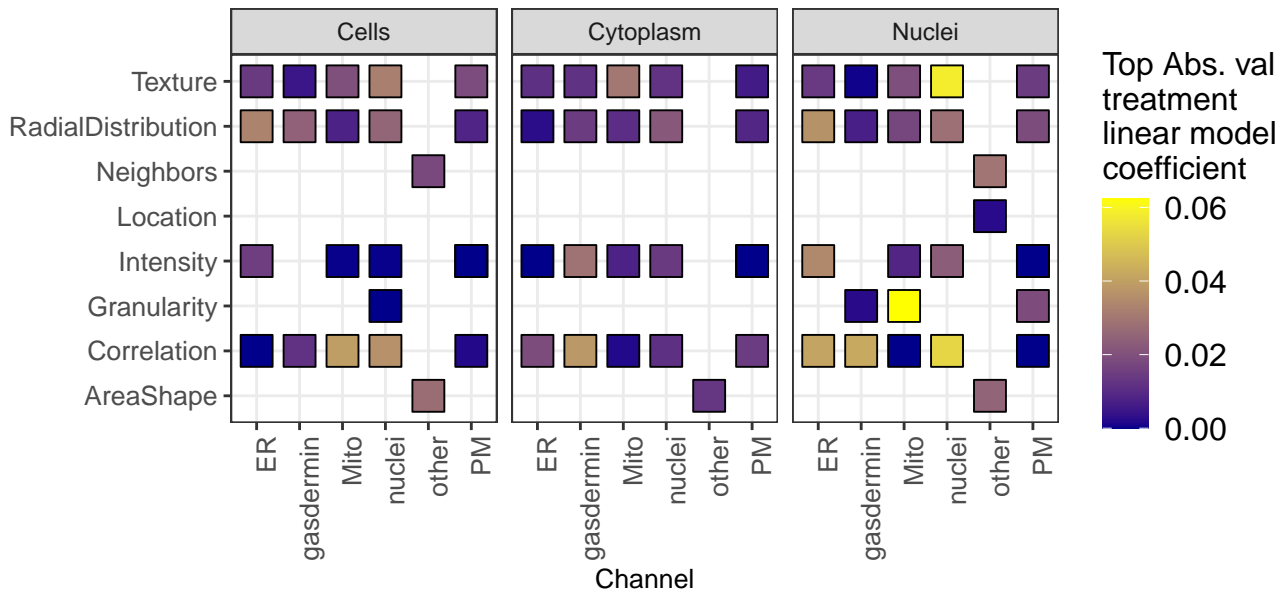 Cells
Cytoplasm
Nuclei
Texture
RadialDistribution
Neighbors
Location
Intensity
Granularity
Correlation
AreaShape
ER
gasdermin
Mito
nuclei
other
PM
ER
gasdermin
Mito
nuclei
other
PM
ER
gasdermin
Mito
nuclei
other
PM
Channel
Top Abs. val
treatment
linear model
coefficient
0.06
0.04
0.02
0.00